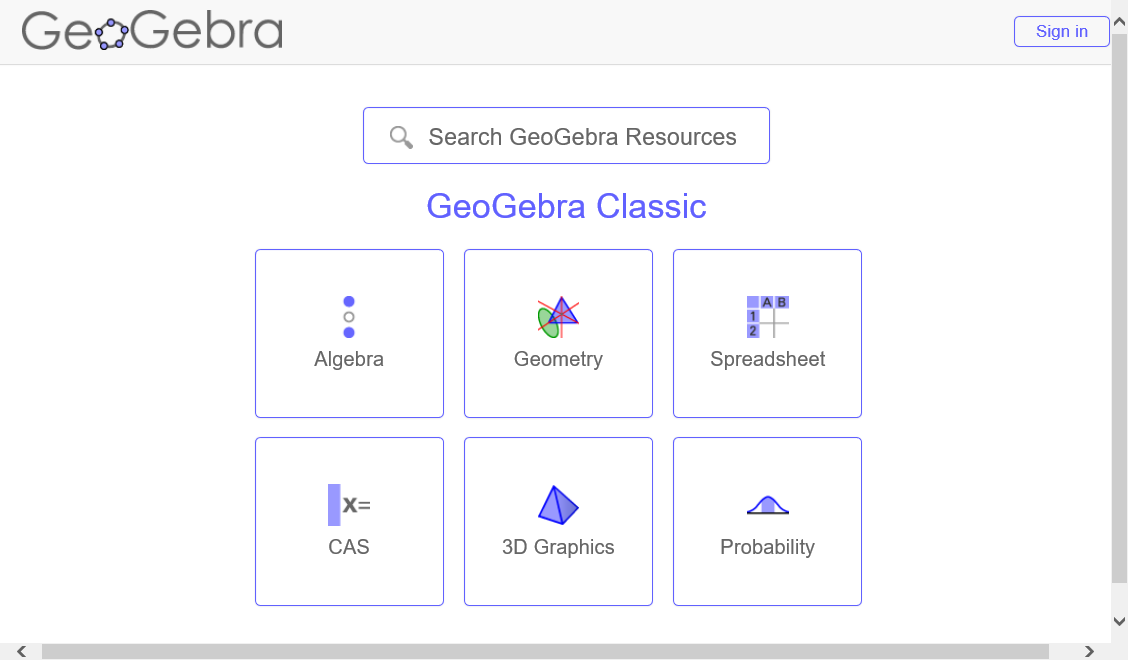 GeoGebra
Sign in
Search GeoGebra Resources
GeoGebra Classic
Algebra
Geometry
A B
1
2
Spreadsheet
x=
CAS
3D Graphics
Probability